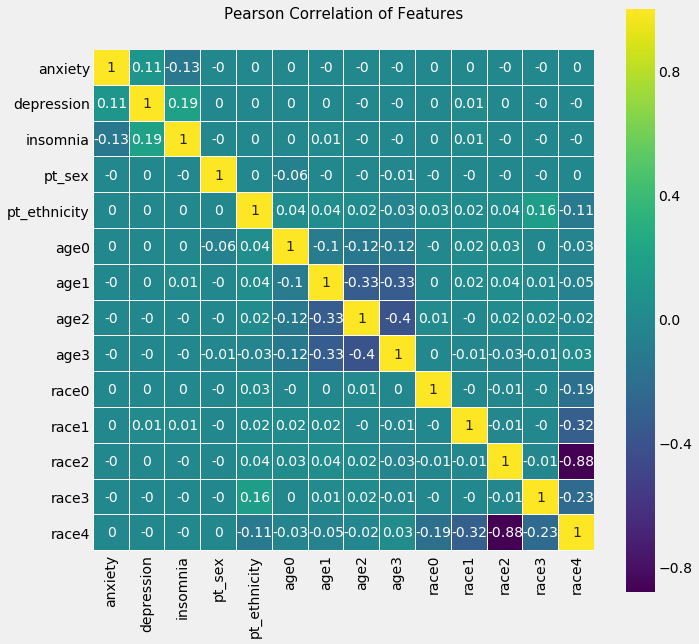 Pearson Correlation of Features
anxiety 1 0.11 -0.13 -0 0 0 -0 -0 -0 0 0 -0 -0 0
depression 0.11 1 0.19 0 0 0 0 -0 -0 0 0.01 0 -0 -0
insomnia -0.13 0.19 1 -0 0 0 0.01 -0 -0 0 0.01 -0 -0 -0
pt_sex -0 0 -0 1 0 -0.06 -0 -0 -0.01 -0 -0 -0 -0 0
pt_ethnicity 0 0 0 0 1 0.04 0.04 0.02 -0.03 0.03 0.02 0.04 0.16 -0.11
age0 0 0 0 -0.06 0.04 1 -0.1 -0.12 -0.12 -0 0.02 0.03 0 -0.03
age1 -0 0 0.01 -0 0.04 -0.1 1 -0.33 -0.33 0 0.02 0.04 0.01 -0.05
age2 -0 -0 -0 -0 0.02 -0.12 -0.33 1 -0.4 0.01 -0 0.02 0.02 -0.02
age3 -0 -0 -0 -0.01 -0.03 -0.12 -0.33 -0.4 1 0 -0.01 -0.03 -0.01 0.03
race0 0 0 0 -0 0.03 -0 0 0.01 0 1 -0 -0.01 -0 -0.19
race1 0 0.01 0.01 -0 0.02 0.02 0.02 -0 -0.01 -0 1 -0.01 -0 -0.32
race2 -0 0 -0 -0 0.04 0.03 0.04 0.02 -0.03 -0.01 -0.01 1 -0.01 -0.88
race3 -0 -0 -0 -0 0.16 0 0.01 0.02 -0.01 -0 -0 -0.01 1 -0.23
race4 0 -0 -0 0 -0.11 -0.03 -0.05 -0.02 0.03 -0.19 -0.32 -0.88 -0.23 1
anxiety depression insomnia pt_sex pt_ethnicity age0 age1 age2 age3 race0 race1 race2 race3 race4
0.8
0.4
0.0
−0.4
−0.8